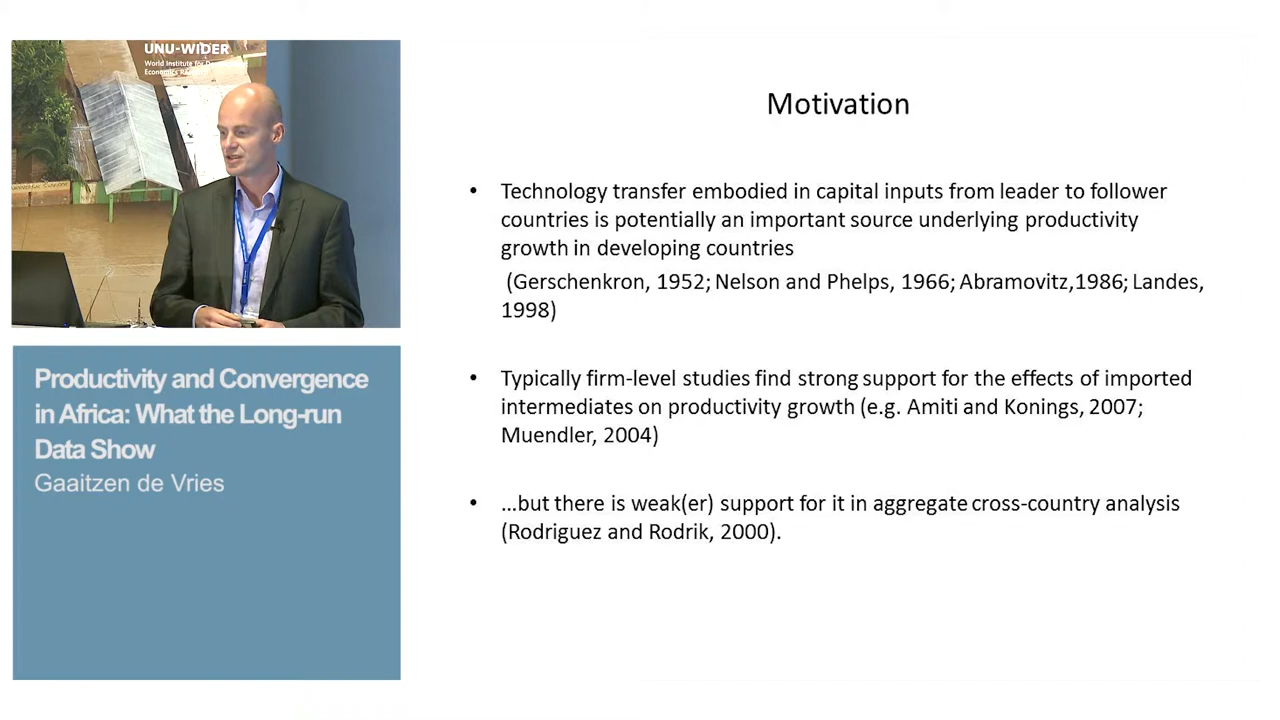 UNU-WIDER
World Institute for Development
Economics Research
Productivity and Convergence
in Africa: What the Long-run
Data Show
Gaaitzen de Vries
Motivation
• Technology transfer embodied in capital inputs from leader to follower
countries is potentially an important source underlying productivity
growth in developing countries
(Gerschenkron, 1952; Nelson and Phelps, 1966; Abramovitz,1986; Landes,
1998)
• Typically firm-level studies find strong support for the effects of imported
intermediates on productivity growth (e.g. Amiti and Konings, 2007;
Muendler, 2004)
• …but there is weak(er) support for it in aggregate cross-country analysis
(Rodriguez and Rodrik, 2000).